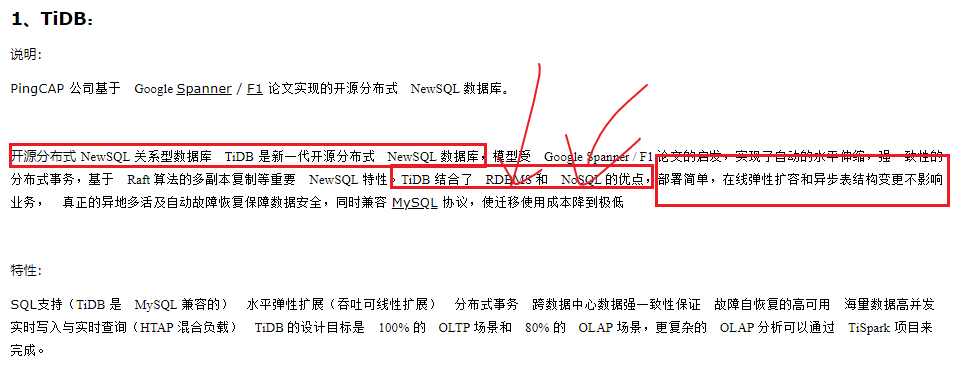 1、TiDB：
说明:
PingCAP 公司基于 Google Spanner / F1 论文实现的开源分布式 NewSQL 数据库。
开源分布式 NewSQL 关系型数据库 TiDB 是新一代开源分布式 NewSQL 数据库，模型受 Google Spanner / F1 论文的启发，实现了自动的水平伸缩，强一致性的
分布式事务，基于 Raft 算法的多副本复制等重要 NewSQL 特性。TiDB 结合了 RDBMS 和 NoSQL 的优点，部署简单，在线弹性扩容和异步表结构变更不影响
业务， 真正的异地多活及自动故障恢复保障数据安全，同时兼容 MySQL 协议，使迁移使用成本降到极低
特性:
SQL支持（TiDB 是 MySQL 兼容的） 水平弹性扩展（吞吐可线性扩展） 分布式事务 跨数据中心数据强一致性保证 故障自恢复的高可用 海量数据高并发
实时写入与实时查询（HTAP 混合负载） TiDB 的设计目标是 100% 的 OLTP 场景和 80% 的 OLAP 场景，更复杂的 OLAP 分析可以通过 TiSpark 项目来
完成。